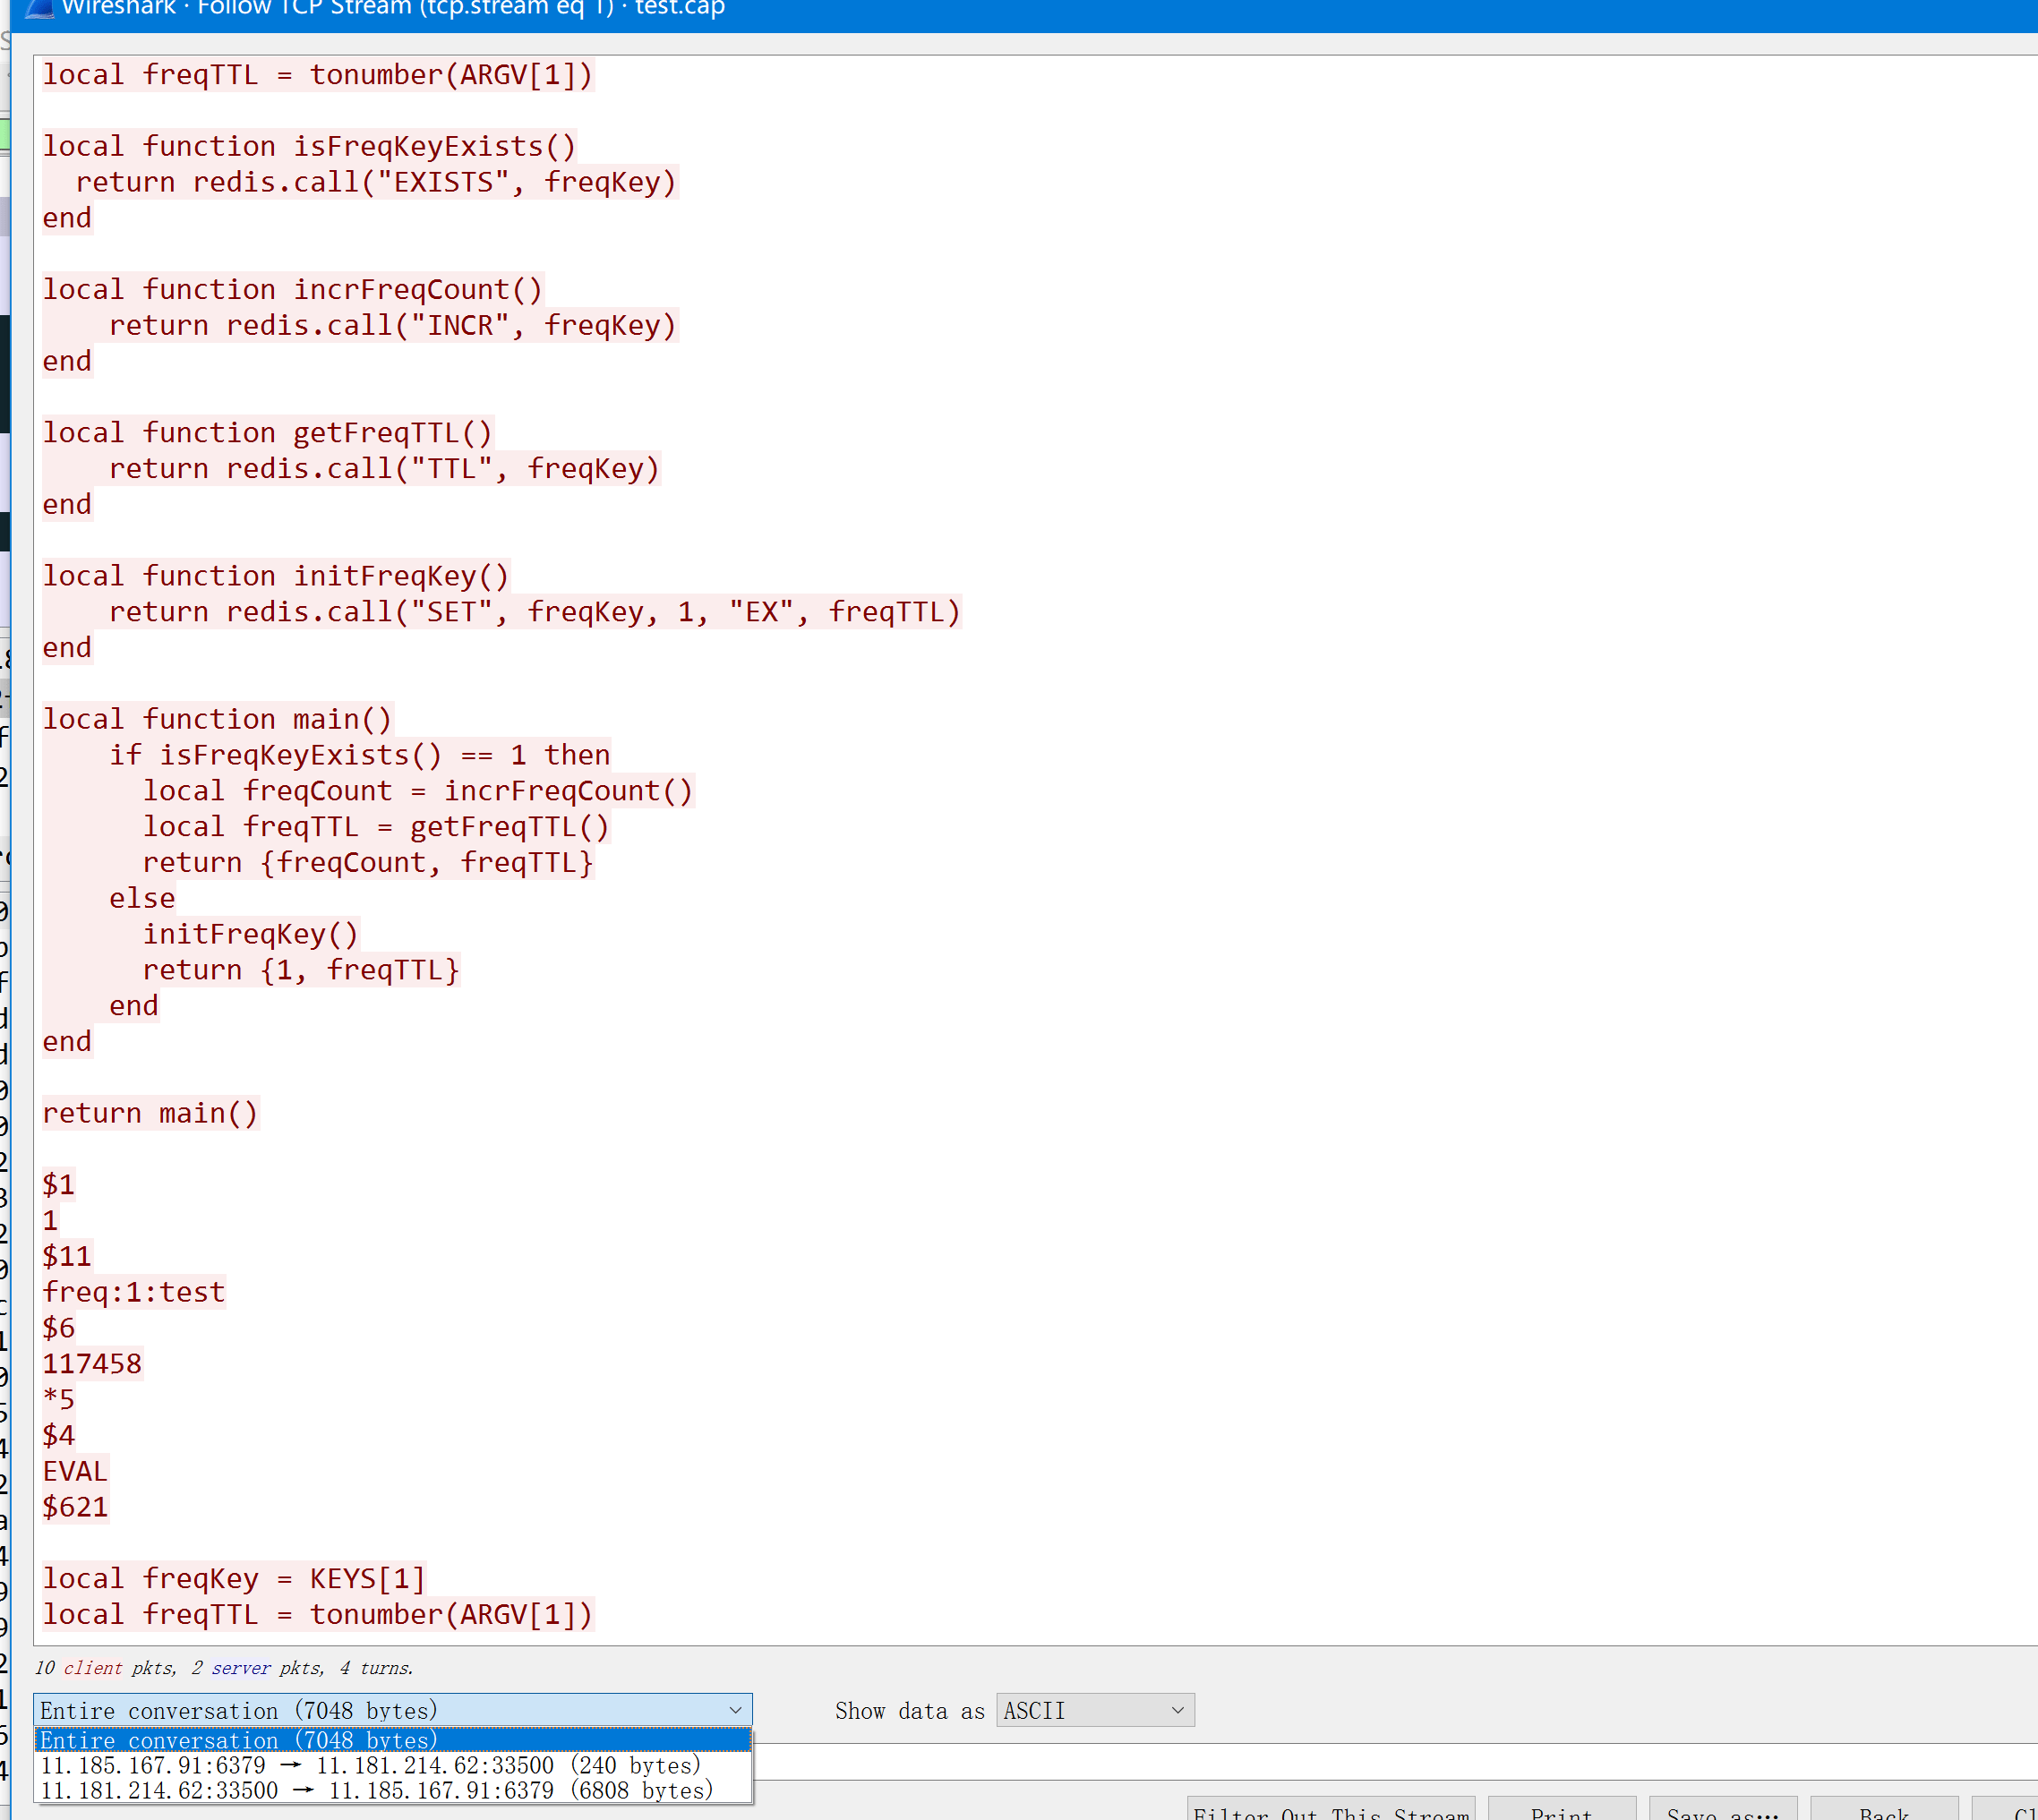 Wireshark · Follow TCP Stream (tcp.stream eq 1) · test.cap
local freqTTL = tonumber(ARGV[1])
local function isFreqKeyExists()
  return redis.call("EXISTS", freqKey)
end
local function incrFreqCount()
    return redis.call("INCR", freqKey)
end
local function getFreqTTL()
    return redis.call("TTL", freqKey)
end
local function initFreqKey()
    return redis.call("SET", freqKey, 1, "EX", freqTTL)
end
local function main()
    if isFreqKeyExists() == 1 then
      local freqCount = incrFreqCount()
      local freqTTL = getFreqTTL()
      return {freqCount, freqTTL}
    else
      initFreqKey()
      return {1, freqTTL}
    end
end
return main()
$1
1
$11
freq:1:test
$6
117458
*5
$4
EVAL
$621
local freqKey = KEYS[1]
local freqTTL = tonumber(ARGV[1])
10 client pkts, 2 server pkts, 4 turns.
Entire conversation (7048 bytes)
Show data as ASCII
Entire conversation (7048 bytes)
11.185.167.91:6379 → 11.181.214.62:33500 (240 bytes)
11.181.214.62:33500 → 11.185.167.91:6379 (6808 bytes)
Filter Out This Stream
Print
Save as…
Back